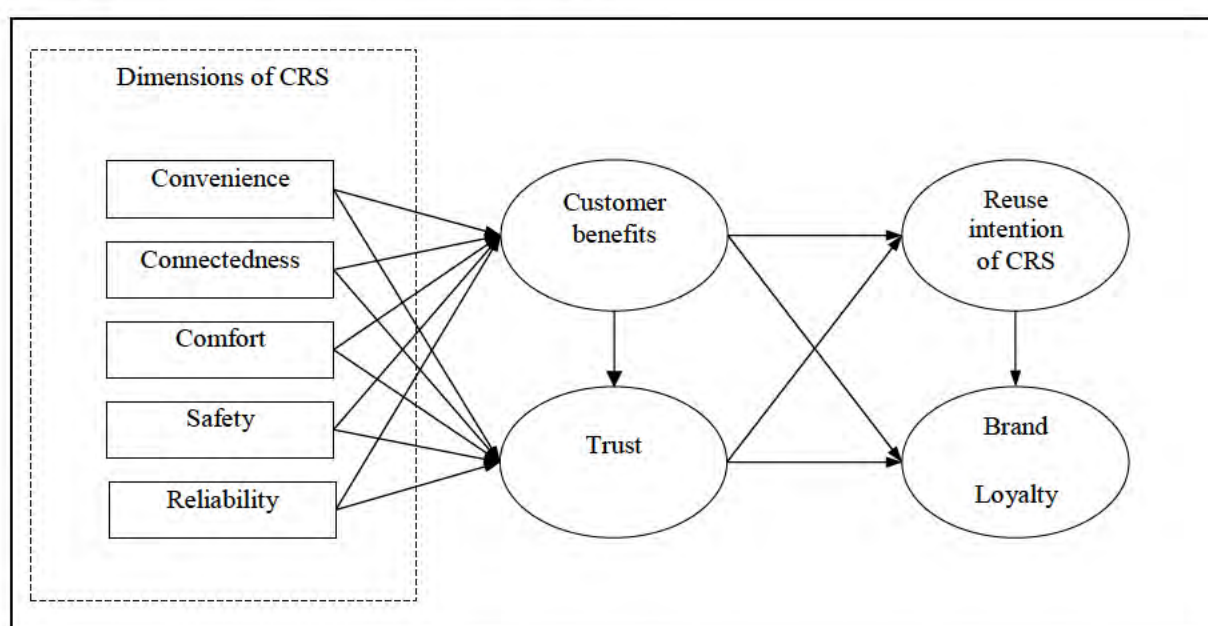 Dimensions of CRS
Convenience
Connectedness
Comfort
Safety
Reliability
Customer
benefits
Trust
Reuse
intention
of CRS
Brand
Loyalty